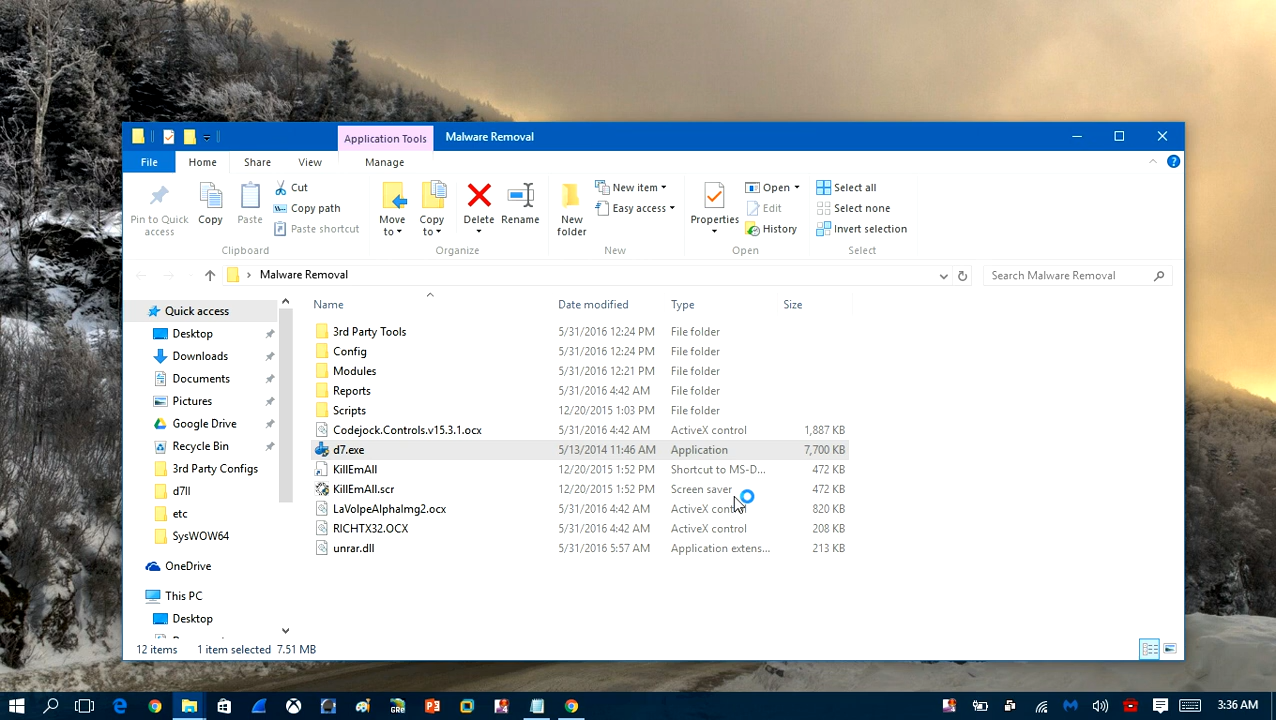 Application Tools Malware Removal
File Home Share View Manage
Pin to Quick access
Copy
Paste
Cut
Copy path
Paste shortcut
Clipboard
Move to
Copy to
Delete
Rename
Organize
New folder
New item
Easy access
New
Properties
Open
Edit
History
Open
Select all
Select none
Invert selection
Select
Malware Removal
Search Malware Removal
Quick access
Desktop
Downloads
Documents
Pictures
Google Drive
Recycle Bin
3rd Party Configs
d7II
etc
SysWOW64
OneDrive
This PC
Desktop
Name Date modified Type Size
3rd Party Tools 5/31/2016 12:24 PM File folder
Config 5/31/2016 12:24 PM File folder
Modules 5/31/2016 12:21 PM File folder
Reports 5/31/2016 4:42 AM File folder
Scripts 12/20/2015 1:03 PM File folder
Codejock.Controls.v15.3.1.ocx 5/31/2016 4:42 AM ActiveX control 1,887 KB
d7.exe 5/13/2014 11:46 AM Application 7,700 KB
KillEmAll 12/20/2015 1:52 PM Shortcut to MS-D... 472 KB
KillEmAll.scr 12/20/2015 1:52 PM Screen saver 472 KB
LaVolpeAlphaImg2.ocx 5/31/2016 4:42 AM ActiveX 820 KB
RICHTX32.OCX 5/31/2016 4:42 AM ActiveX control 208 KB
unrar.dll 5/31/2016 5:57 AM Application extens... 213 KB
12 items 1 item selected 7.51 MB
3:36 AM